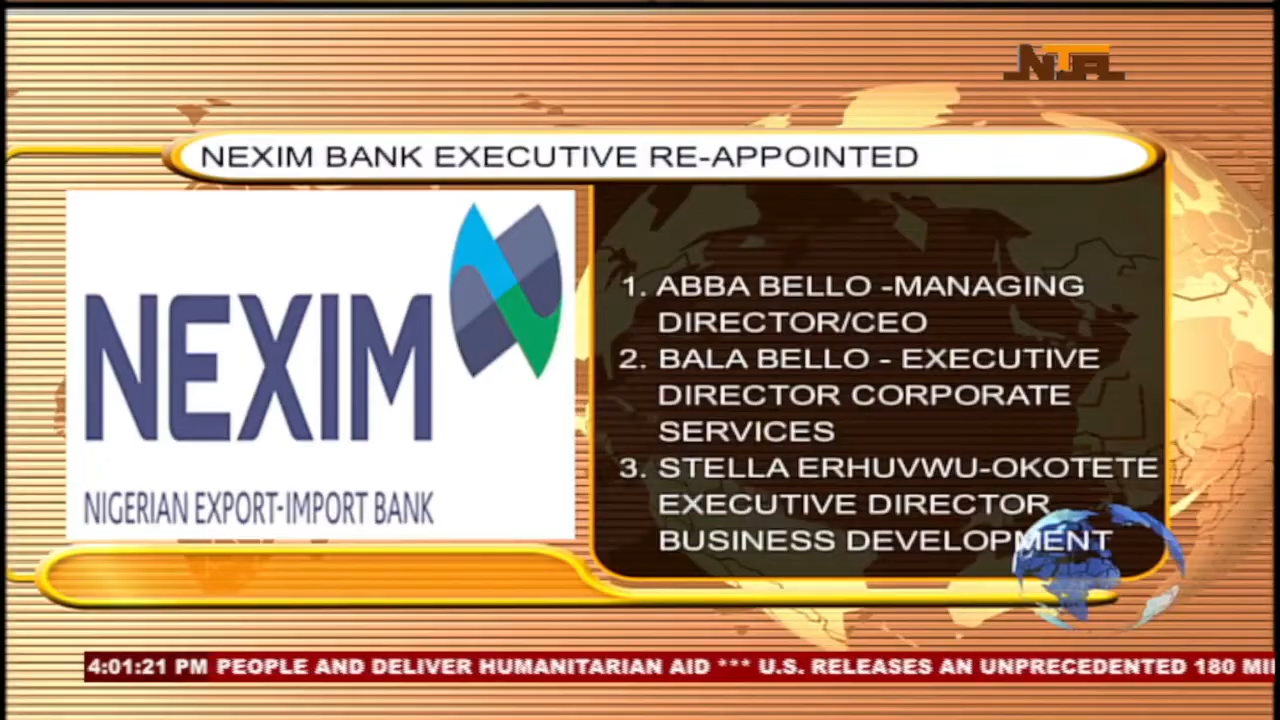 NTA
NEXIM BANK EXECUTIVE RE-APPOINTED
NEXIM
NIGERIAN EXPORT-IMPORT BANK
1. ABBA BELLO -MANAGING
DIRECTOR/CEO
2. BALA BELLO - EXECUTIVE
DIRECTOR CORPORATE
SERVICES
3. STELLA ERHUVWU-OKOTETE
EXECUTIVE DIRECTOR
BUSINESS DEVELOPMENT
4:01:21 PM PEOPLE AND DELIVER HUMANITARIAN AID *** U.S. RELEASES AN UNPRECEDENTED 180